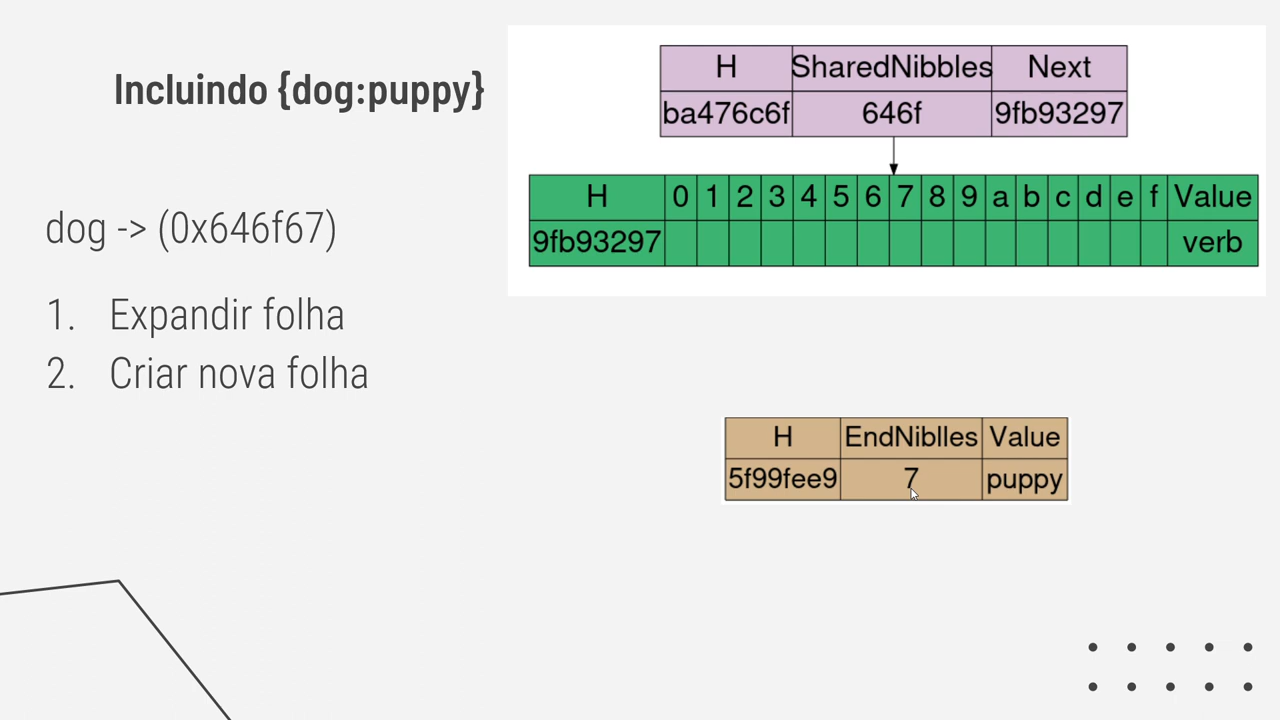 Incluindo {dog:puppy}
dog -> (0x646f67)
1. Expandir folha
2. Criar nova folha
H SharedNibbles Next
ba476c6f 646f 9fb93297
H 0 1 2 3 4 5 6 7 8 9 a b c d e f Value
9fb93297 verb
H EndNiblles Value
5f99fee9 7 puppy